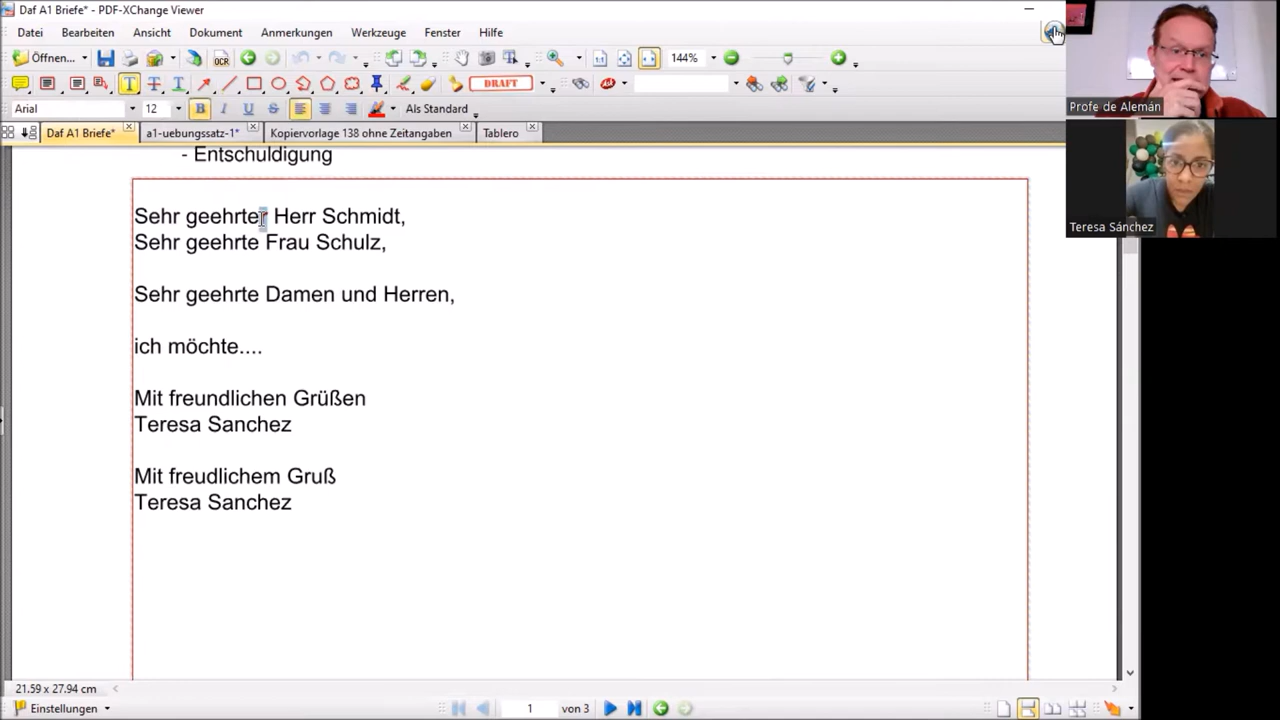 Daf A1 Briefe* - PDF-XChange Viewer
Datei Bearbeiten Ansicht Dokument Anmerkungen Werkzeuge Fenster Hilfe
Öffnen... OCR 144%
DRAFT
Arial 12 B I U Als Standard
Daf A1 Briefe* a1-uebungssatz-1* Kopiervorlage 138 ohne Zeitangaben Tablero
- Entschuldigung
Sehr geehrter Herr Schmidt,
Sehr geehrte Frau Schulz,
Sehr geehrte Damen und Herren,
ich möchte....
Mit freundlichen Grüßen
Teresa Sanchez
Mit freudlichem Gruß
Teresa Sanchez
21.59 x 27.94 cm
Einstellungen 1 von 3
Profe de Alemán
Teresa Sánchez